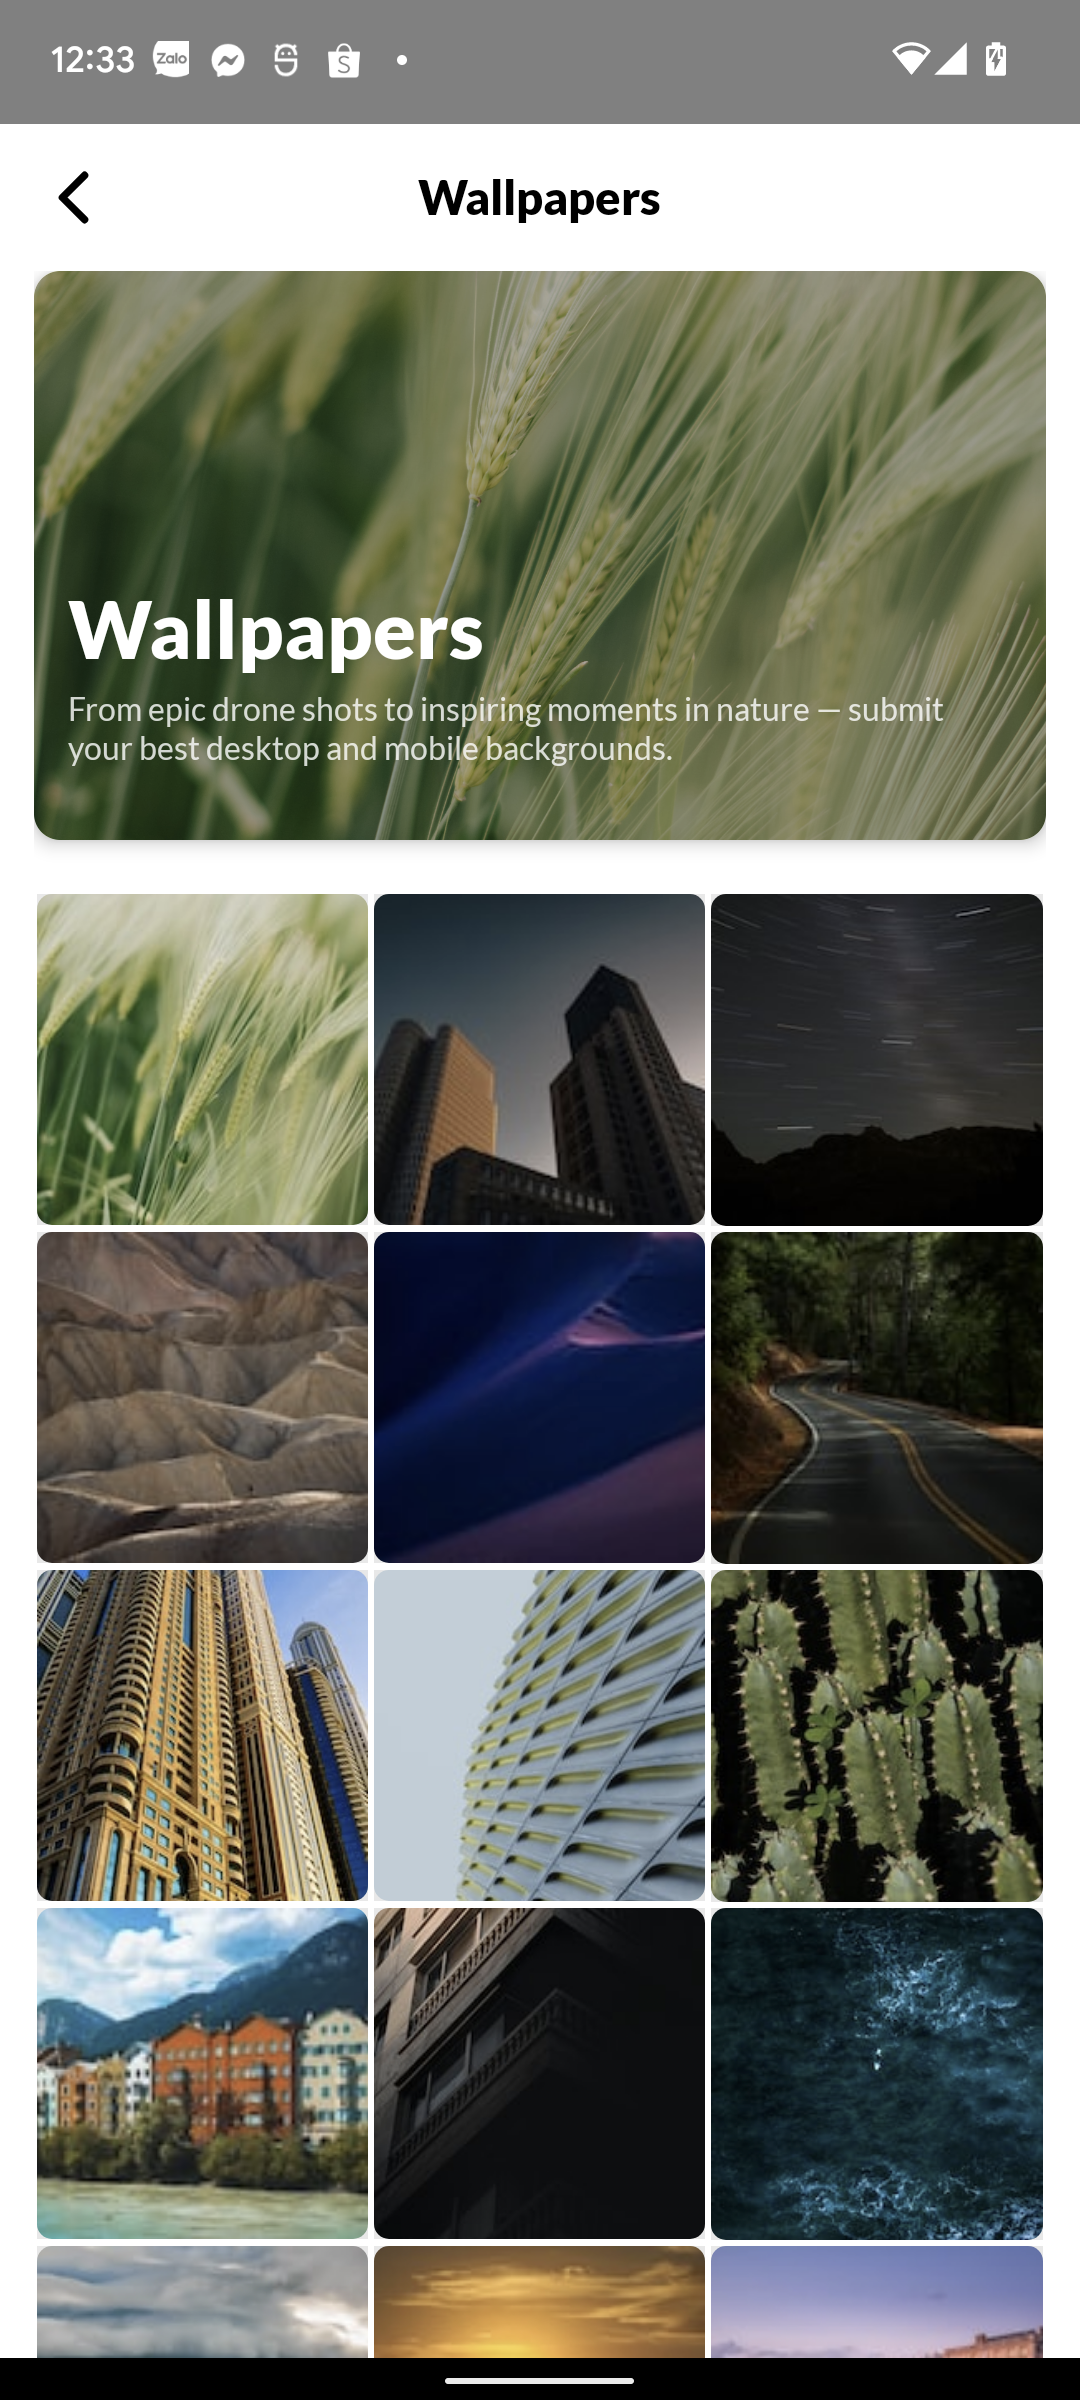 12:33
Zalo
Wallpapers
Wallpapers
From epic drone shots to inspiring moments in nature — submit
your best desktop and mobile backgrounds.